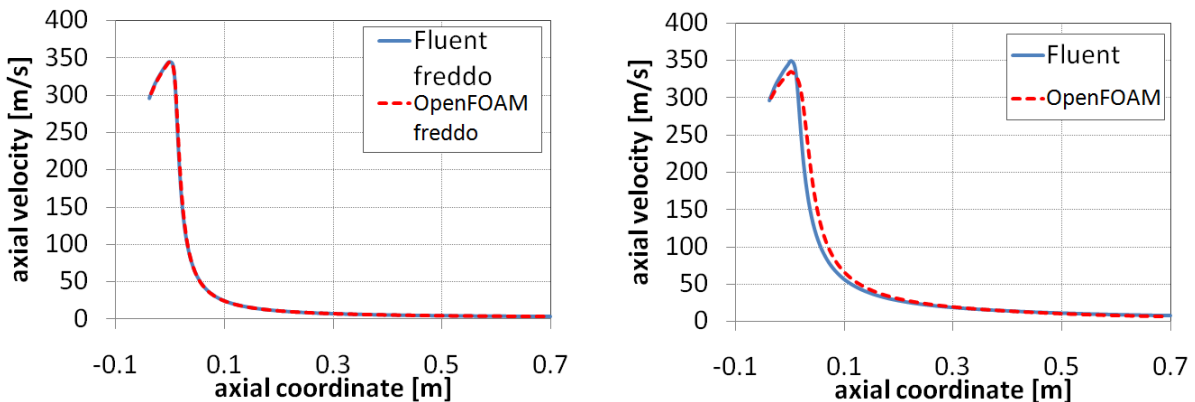 400
350
300
250
200
150
100
50
0
axial velocity [m/s]
Fluent
freddo
OpenFOAM
freddo
-0.1 0.1 0.3 0.5 0.7
axial coordinate [m]
400
350
300
250
200
150
100
50
0
axial velocity [m/s]
Fluent
OpenFOAM
-0.1 0.1 0.3 0.5 0.7
axial coordinate [m]